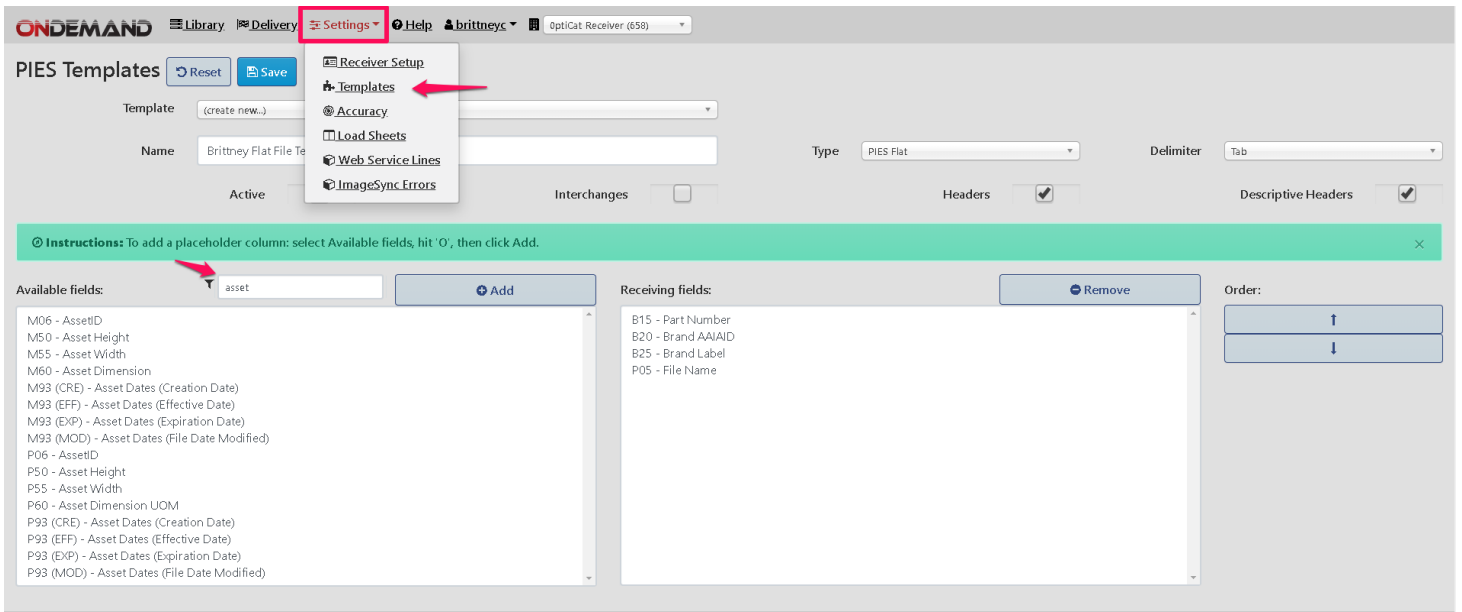 ONDEMAND Library Delivery Settings Help brittneyc OptiCat Receiver (658)
PIES Templates Reset Save
Receiver Setup
Templates
Accuracy
Load Sheets
Web Service Lines
ImageSync Errors
Template (create new...)
Name Brittney Flat File Te Type PIES Flat Delimiter Tab
Active Interchanges Headers Descriptive Headers
Instructions: To add a placeholder column: select Available fields, hit '0', then click Add. ×
Available fields: asset Add
M06 - AssetID
M50 - Asset Height
M55 - Asset Width
M60 - Asset Dimension
M93 (CRE) - Asset Dates (Creation Date)
M93 (EFF) - Asset Dates (Effective Date)
M93 (EXP) - Asset Dates (Expiration Date)
M93 (MOD) - Asset Dates (File Date Modified)
P06 - AssetID
P50 - Asset Height
P55 - Asset Width
P60 - Asset Dimension UOM
P93 (CRE) - Asset Dates (Creation Date)
P93 (EFF) - Asset Dates (Effective Date)
P93 (EXP) - Asset Dates (Expiration Date)
P93 (MOD) - Asset Dates (File Date Modified)
Receiving fields: Remove
B15 - Part Number
B20 - Brand AAIAID
B25 - Brand Label
P05 - File Name
Order: